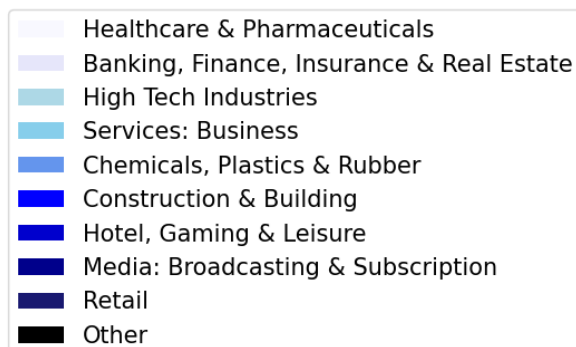 Healthcare & Pharmaceuticals
Banking, Finance, Insurance & Real Estate
High Tech Industries
Services: Business
Chemicals, Plastics & Rubber
Construction & Building
Hotel, Gaming & Leisure
Media: Broadcasting & Subscription
Retail
Other